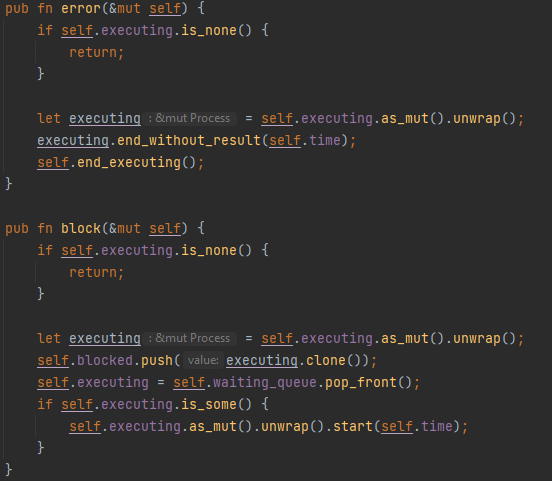 pub fn error(&mut self) {
    if self.executing.is_none() {
        return;
    }

    let executing : &mut Process = self.executing.as_mut().unwrap();
    executing.end_without_result(self.time);
    self.end_executing();
}

pub fn block(&mut self) {
    if self.executing.is_none() {
        return;
    }

    let executing : &mut Process = self.executing.as_mut().unwrap();
    self.blocked.push( value: executing.clone());
    self.executing = self.waiting_queue.pop_front();
    if self.executing.is_some() {
        self.executing.as_mut().unwrap().start(self.time);
    }
}